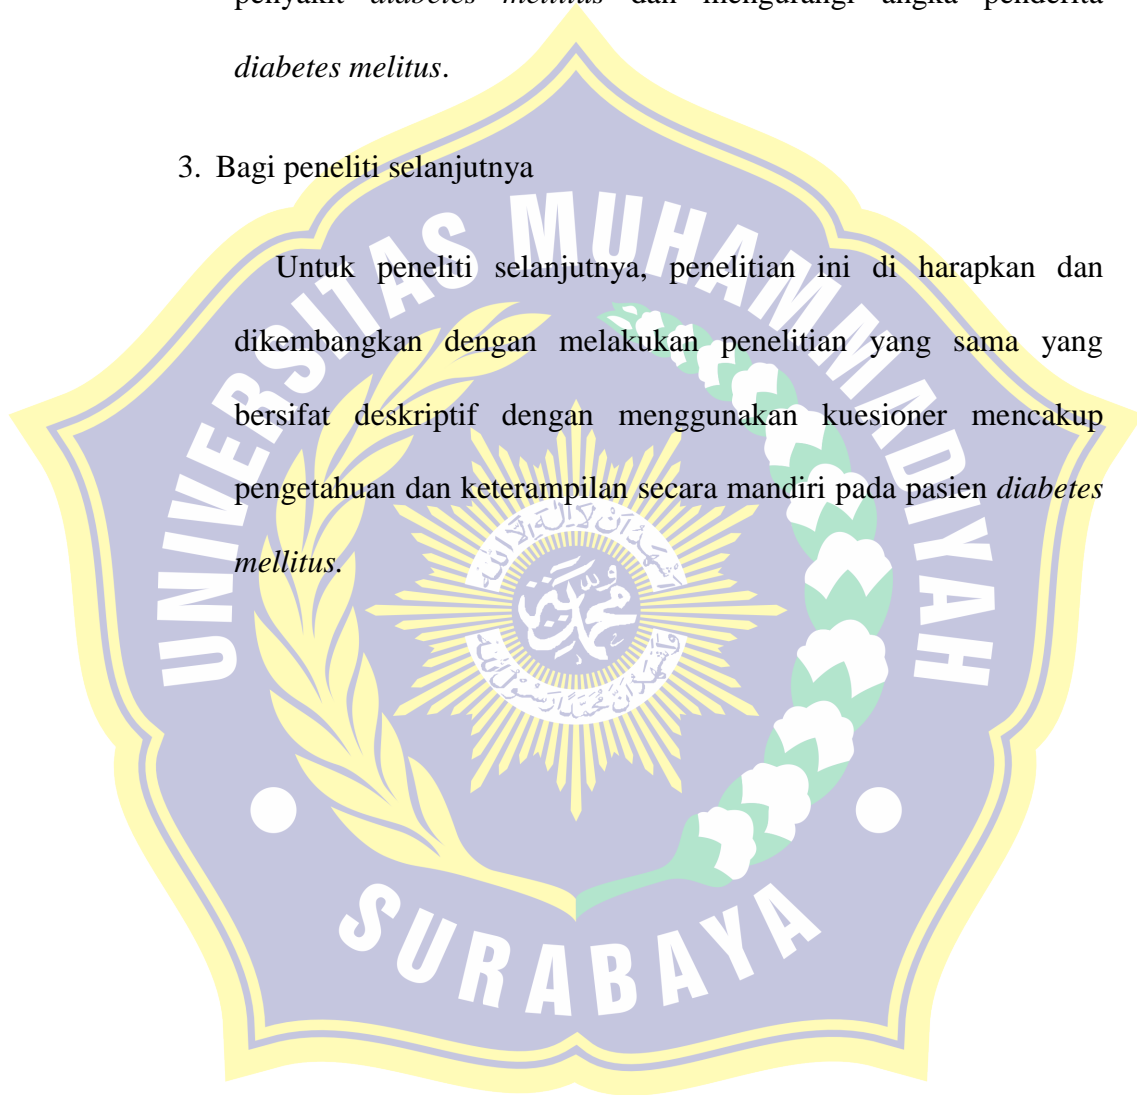 penyakit diabetes mellitus dan mengurangi angka penderita
diabetes melitus.
3. Bagi peneliti selanjutnya
Untuk peneliti selanjutnya, penelitian ini di harapkan dan
dikembangkan dengan melakukan penelitian yang sama yang
bersifat deskriptif dengan menggunakan kuesioner mencakup
pengetahuan dan keterampilan secara mandiri pada pasien diabetes
mellitus.
UNIVERSITAS MUHAMMADIYAH
SURABAYA